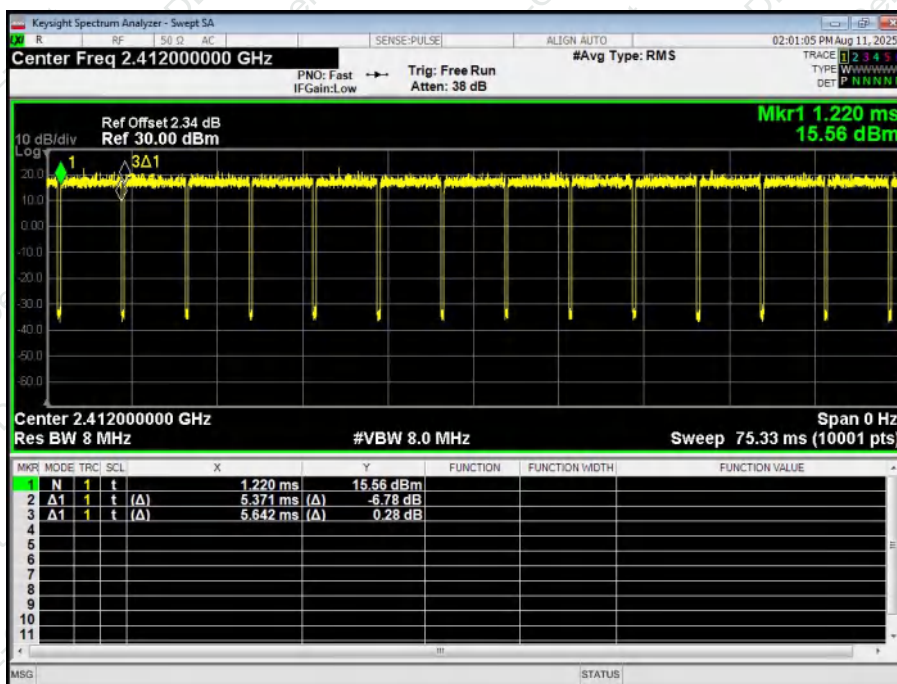 Keysight Spectrum Analyzer - Swept SA
LXI R RF 50 Ω AC SENSE:PULSE ALIGN AUTO 02:01:05 PM Aug 11, 2025
Center Freq 2.412000000 GHz #Avg Type: RMS TRACE 1 2 3 4 5
PNO: Fast Trig: Free Run TYPE
IFGain:Low Atten: 38 dB DET P N N N N
Mkr1 1.220 ms
Ref Offset 2.34 dB 15.56 dBm
10 dB/div Ref 30.00 dBm
Log
1 3Δ1
20.0
10.0
0.00
-10.0
-20.0
-30.0
-40.0
-50.0
-60.0
Center 2.412000000 GHz Span 0 Hz
Res BW 8 MHz #VBW 8.0 MHz Sweep 75.33 ms (10001 pts)
MKR MODE TRC SCL X Y FUNCTION FUNCTION WIDTH FUNCTION VALUE
1 N 1 t 1.220 ms 15.56 dBm
2 Δ1 1 t (Δ) 5.371 ms (Δ) -6.78 dB
3 Δ1 1 t (Δ) 5.642 ms (Δ) 0.28 dB
4
5
6
7
8
9
10
11
MSG STATUS